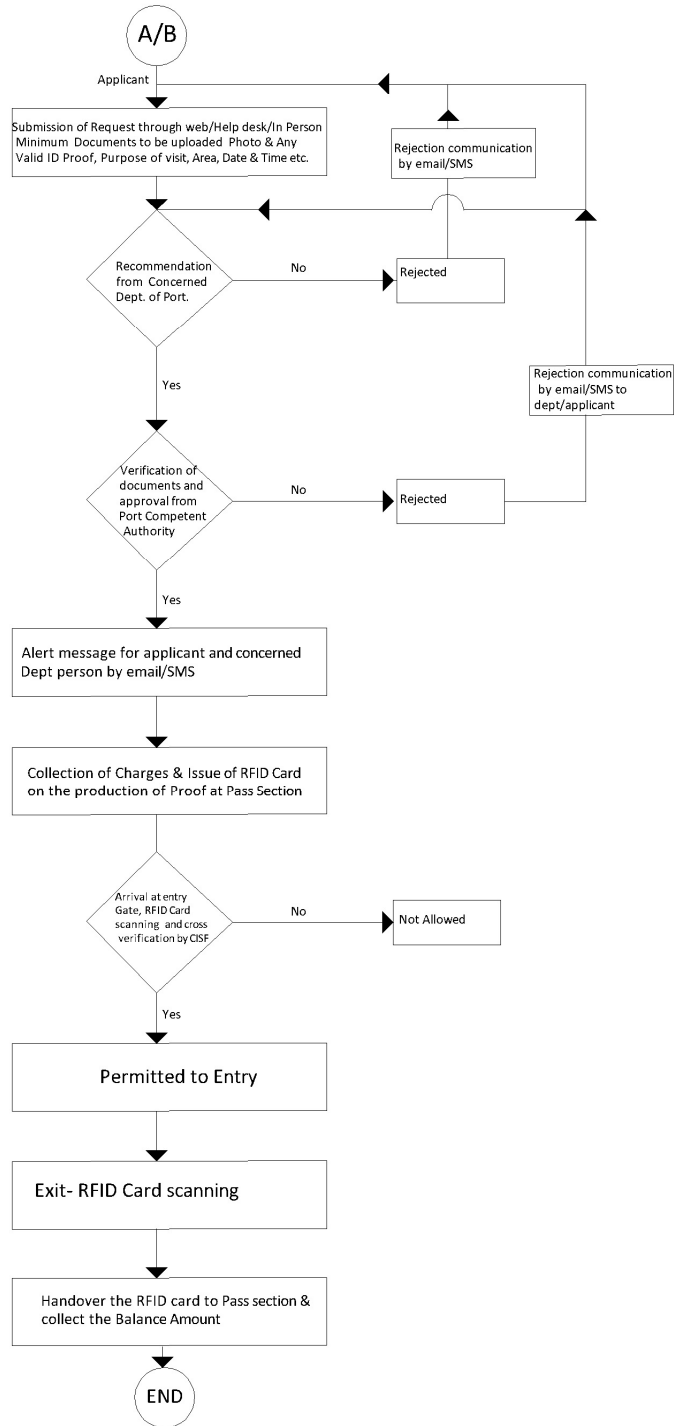 A/B
Applicant
Submission of Request through web/Help desk/In Person
Minimum Documents to be uploaded Photo & Any
Valid ID Proof, Purpose of visit, Area, Date & Time etc.
Rejection communication
by email/SMS
Recommendation
from Concerned
Dept. of Port.
No
Rejected
Yes
Rejection communication
by email/SMS to
dept/applicant
Verification of
documents and
approval from
Port Competent
Authority
No
Rejected
Yes
Alert message for applicant and concerned
Dept person by email/SMS
Collection of Charges & Issue of RFID Card
on the production of Proof at Pass Section
Arrival at entry
Gate, RFID Card
scanning and cross
verification by CISF
No
Not Allowed
Yes
Permitted to Entry
Exit- RFID Card scanning
Handover the RFID card to Pass section &
collect the Balance Amount
END